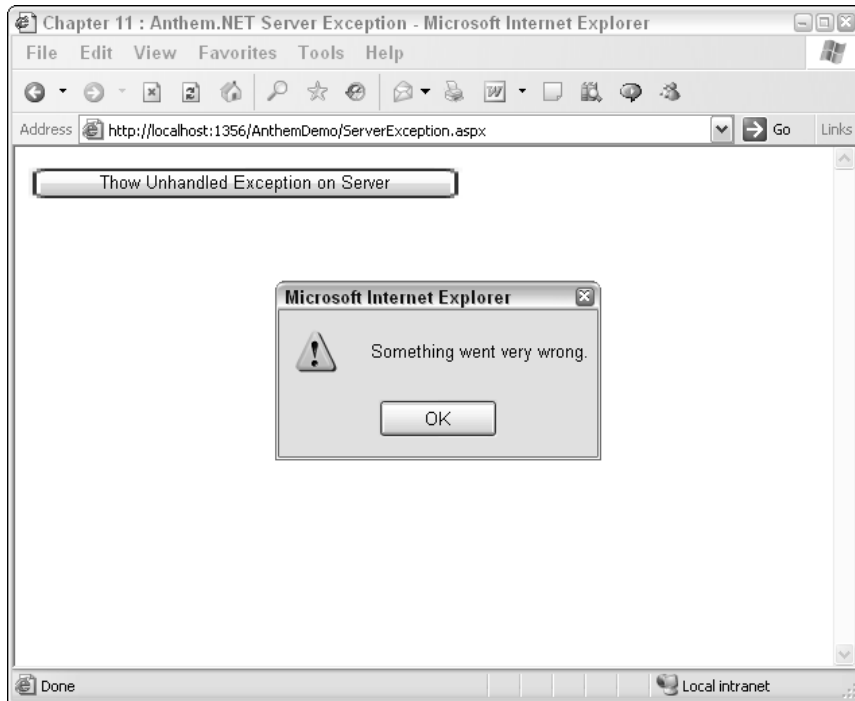 Chapter 11 : Anthem.NET Server Exception - Microsoft Internet Explorer
File Edit View Favorites Tools Help
Address http://localhost:1356/AnthemDemo/ServerException.aspx Go Links
Thow Unhandled Exception on Server
Microsoft Internet Explorer
Something went very wrong.
OK
Done Local intranet